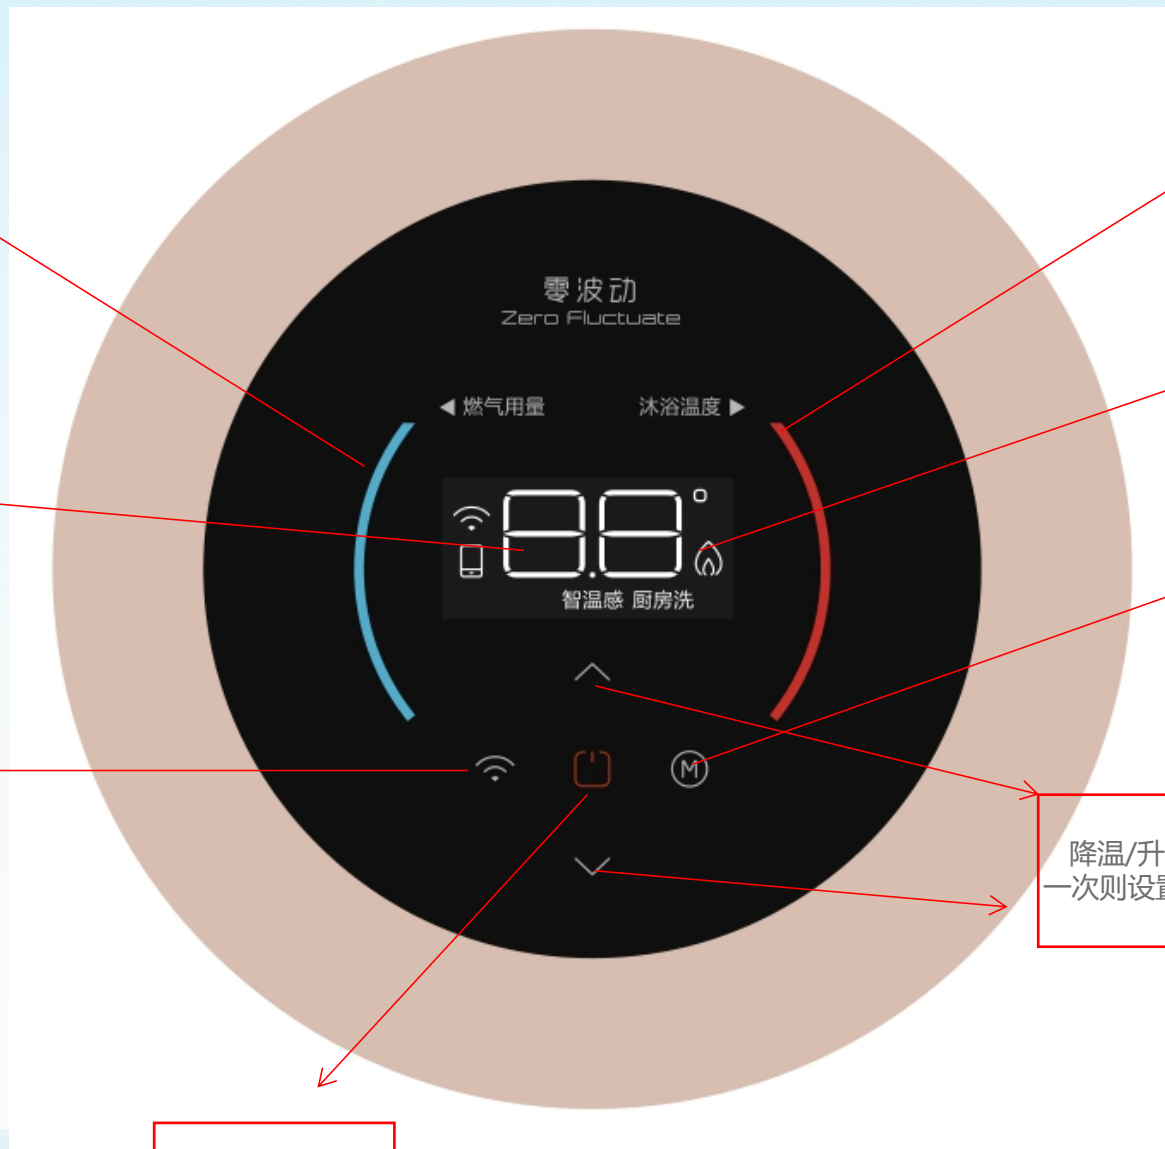 零波动
Zero Fluctuate
◀ 燃气用量 沐浴温度 ▶
8.8°
智温感 厨房洗
M
降温/升
一次则设置